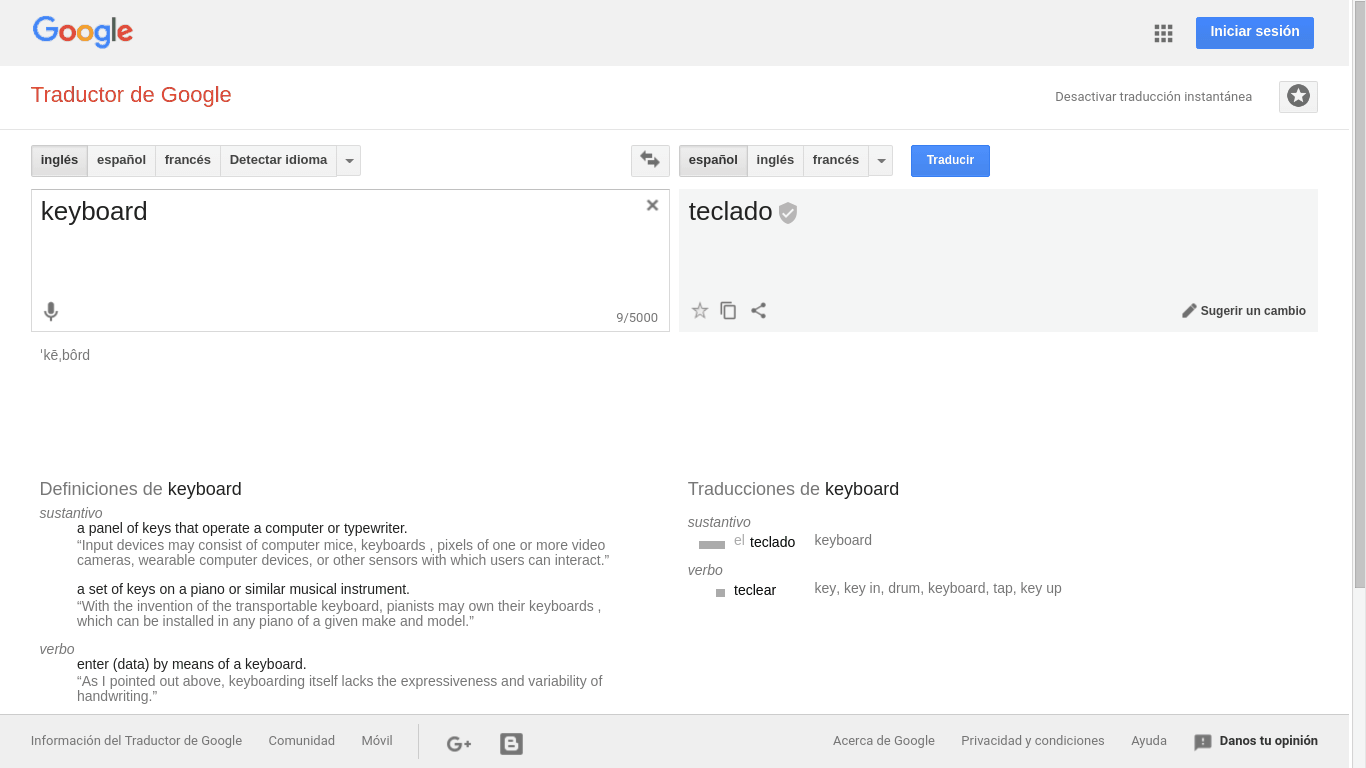 Google
Iniciar sesión
Traductor de Google
Desactivar traducción instantánea
inglés español francés Detectar idioma
español inglés francés
Traducir
keyboard
teclado
9/5000
Sugerir un cambio
ˈkēˌbôrd
Definiciones de keyboard
sustantivo
a panel of keys that operate a computer or typewriter.
“Input devices may consist of computer mice, keyboards , pixels of one or more video
cameras, wearable computer devices, or other sensors with which users can interact.”
a set of keys on a piano or similar musical instrument.
“With the invention of the transportable keyboard, pianists may own their keyboards ,
which can be installed in any piano of a given make and model.”
verbo
enter (data) by means of a keyboard.
“As I pointed out above, keyboarding itself lacks the expressiveness and variability of
handwriting.”
Traducciones de keyboard
sustantivo
el teclado keyboard
verbo
teclear key, key in, drum, keyboard, tap, key up
Información del Traductor de Google Comunidad Móvil G+ B Acerca de Google Privacidad y condiciones Ayuda Danos tu opinión